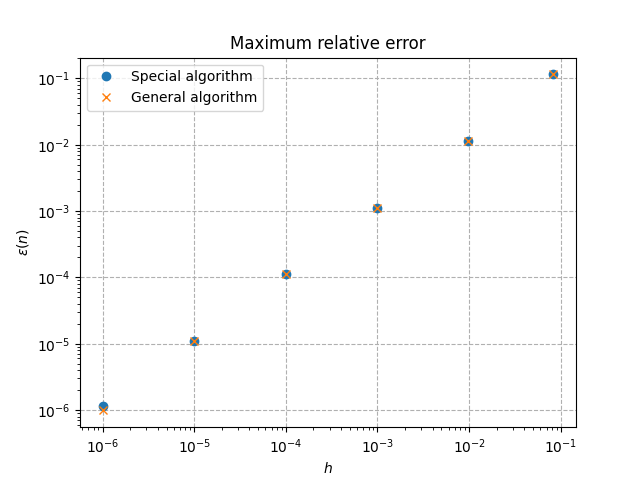 Maximum relative error
Special algorithm
General algorithm
10⁻¹
10⁻²
10⁻³
10⁻⁴
10⁻⁵
10⁻⁶
ε(n)
10⁻⁶ 10⁻⁵ 10⁻⁴ 10⁻³ 10⁻² 10⁻¹
h